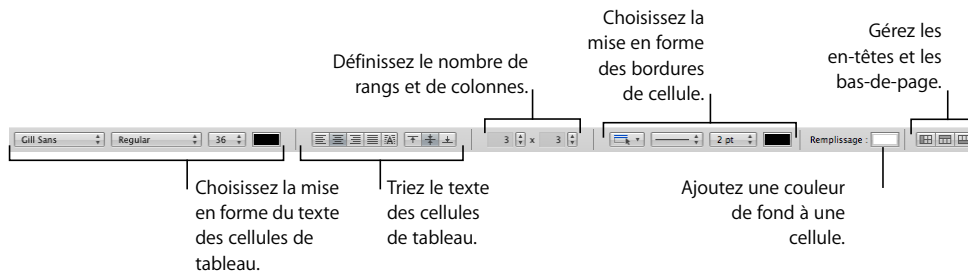 Choisissez la
mise en forme
des bordures
de cellule.
Gérez les
en-têtes et les
bas-de-page.
Définissez le nombre de
rangs et de colonnes.
Gill Sans Regular 36 A 3 x 3 2 pt Remplissage :
Choisissez la mise
en forme du texte
des cellules de
tableau.
Triez le texte
des cellules
de tableau.
Ajoutez une couleur
de fond à une
cellule.